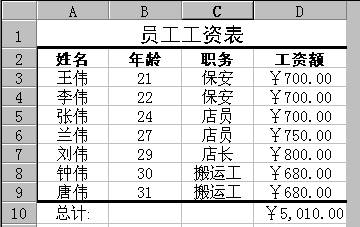 A B C D
1 员工工资表
2 姓名 年龄 职务 工资额
3 王伟 21 保安 ￥700.00
4 李伟 22 保安 ￥700.00
5 张伟 24 店员 ￥700.00
6 兰伟 27 店员 ￥750.00
7 刘伟 29 店长 ￥800.00
8 钟伟 30 搬运工 ￥680.00
9 唐伟 31 搬运工 ￥680.00
10 总计: ￥5,010.00